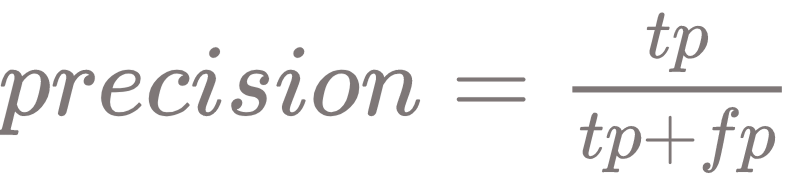 precision = tp
tp+fp